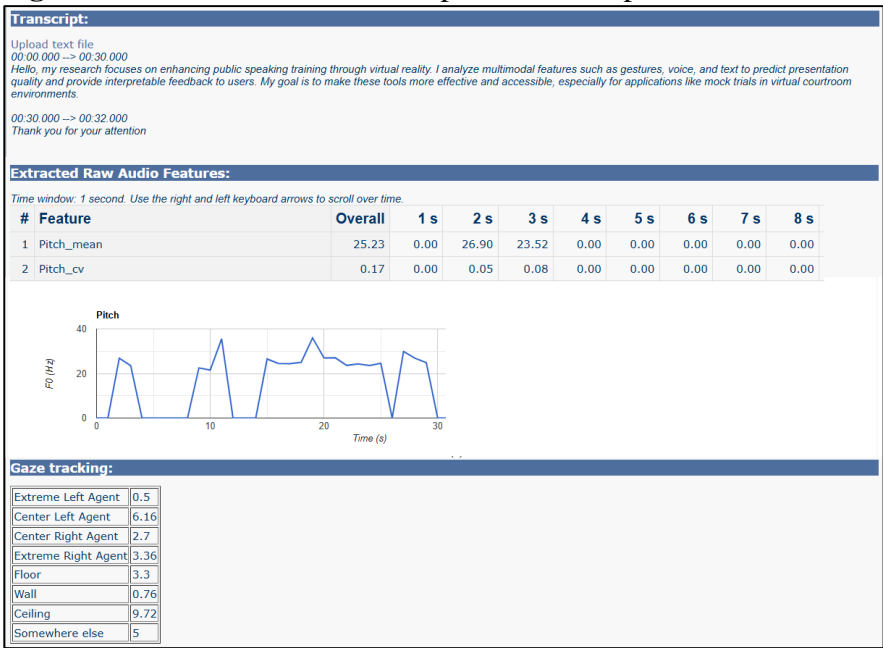 Transcript:
Upload text file
00:00.000 --> 00:30.000
Hello, my research focuses on enhancing public speaking training through virtual reality. I analyze multimodal features such as gestures, voice, and text to predict presentation
quality and provide interpretable feedback to users. My goal is to make these tools more effective and accessible, especially for applications like mock trials in virtual courtroom
environments.
00:30.000 --> 00:32.000
Thank you for your attention
Extracted Raw Audio Features:
Time window: 1 second. Use the right and left keyboard arrows to scroll over time.
# Feature Overall 1 s 2 s 3 s 4 s 5 s 6 s 7 s 8 s
1 Pitch_mean 25.23 0.00 26.90 23.52 0.00 0.00 0.00 0.00 0.00
2 Pitch_cv 0.17 0.00 0.05 0.08 0.00 0.00 0.00 0.00 0.00
Pitch
40
20
0
F0 (Hz)
0 10 20 30
Time (s)
Gaze tracking:
Extreme Left Agent 0.5
Center Left Agent 6.16
Center Right Agent 2.7
Extreme Right Agent 3.36
Floor 3.3
Wall 0.76
Ceiling 9.72
Somewhere else 5